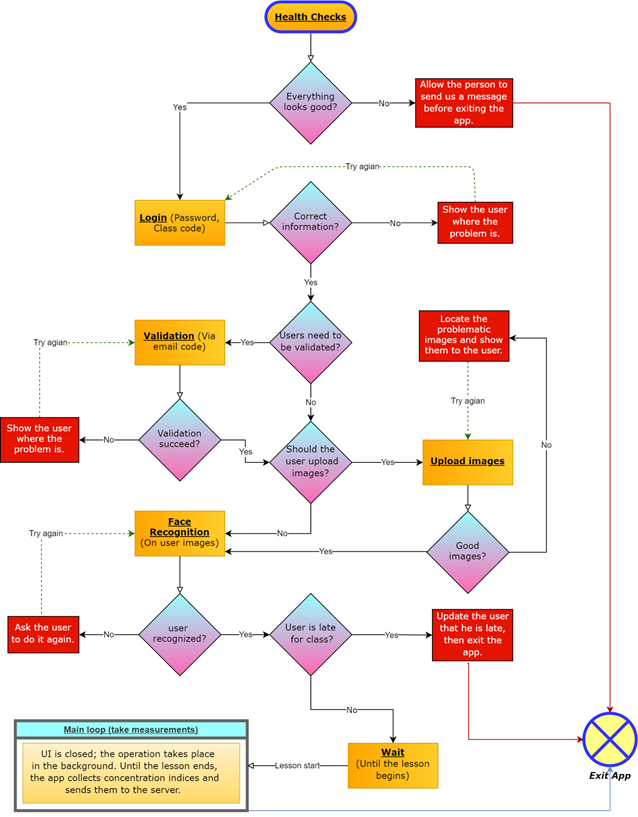 Health Checks
Everything
looks good?
Yes
No
Allow the person to
send us a message
before exiting the
app.
Try agian
Login (Password,
Class code)
Correct
information?
No
Show the user
where the
problem is.
Yes
Validation (Via
email code)
Yes
Users need to
be validated?
Locate the
problematic
images and show
them to the user.
Try agian
No
Try agian
Show the user
where the
problem is.
No
Validation
succeed?
Yes
Should the
user upload
images?
Yes
Upload images
No
Face
Recognition
(On user images)
No
Yes
Good
images?
Try again
Ask the user
to do it again.
No
user
recognized?
Yes
User is late
for class?
Yes
Update the user
that he is late,
then exit the
app.
No
Main loop (take measurements)
UI is closed; the operation takes place
in the background. Until the lesson ends,
the app collects concentration indices and
sends them to the server.
Lesson start
Wait
(Until the lesson
begins)
Exit App